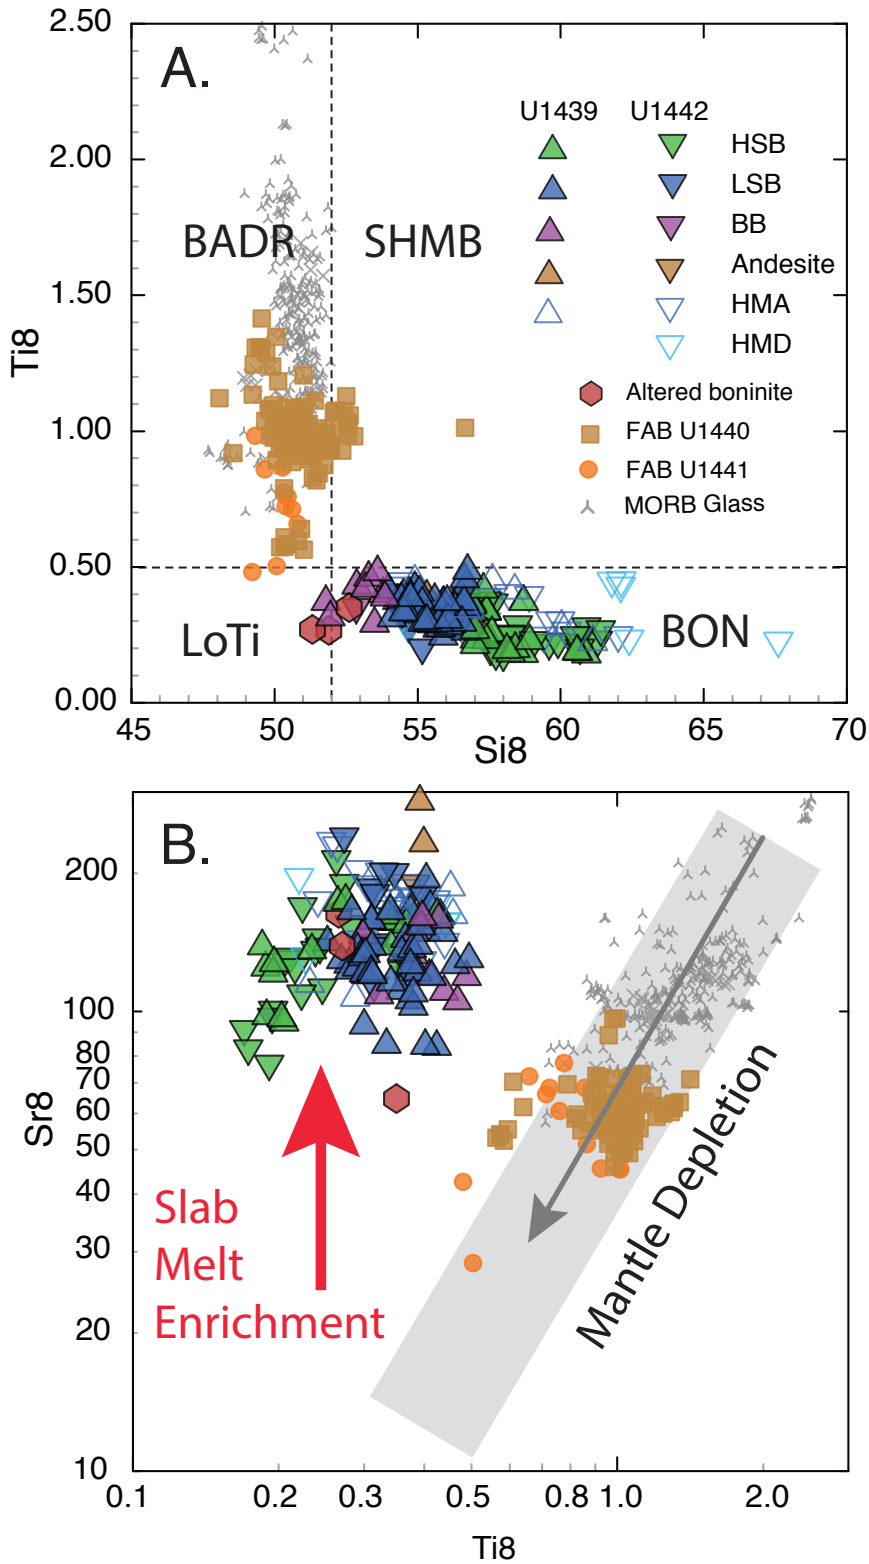 2.50
A.
U1439 U1442
HSB
2.00
LSB
BB
BADR SHMB
Andesite
1.50
HMA
Ti8
HMD
Altered boninite
1.00
FAB U1440
FAB U1441
MORB Glass
0.50
LoTi
BON
0.00
45 50 55 60 65 70
Si8
B.
200
100
80
70
60
Sr8
50
40
30
20
10
Slab
Melt
Enrichment
Mantle Depletion
0.1 0.2 0.3 0.5 0.8 1.0 2.0
Ti8